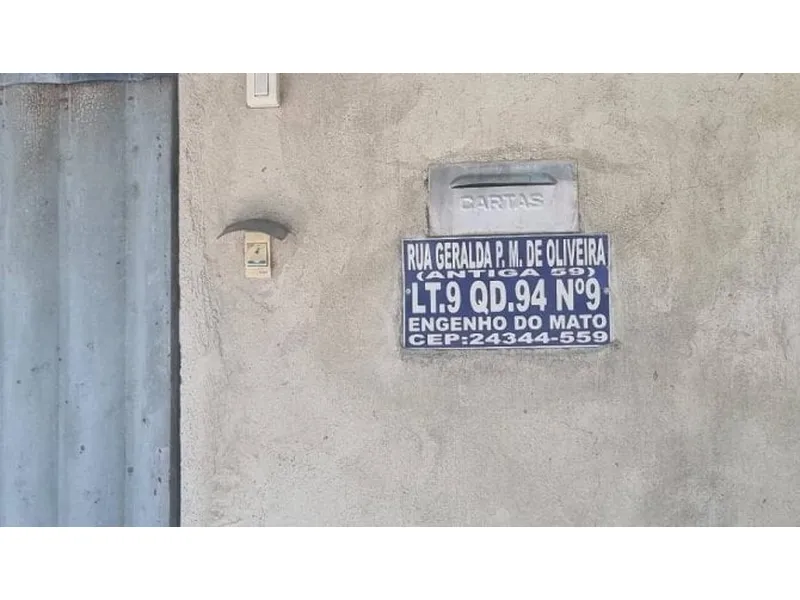 CARTAS
RUA GERALDA P. M. DE OLIVEIRA
(ANTIGA 59)
LT.9 QD.94 Nº9
ENGENHO DO MATO
CEP:24344-559